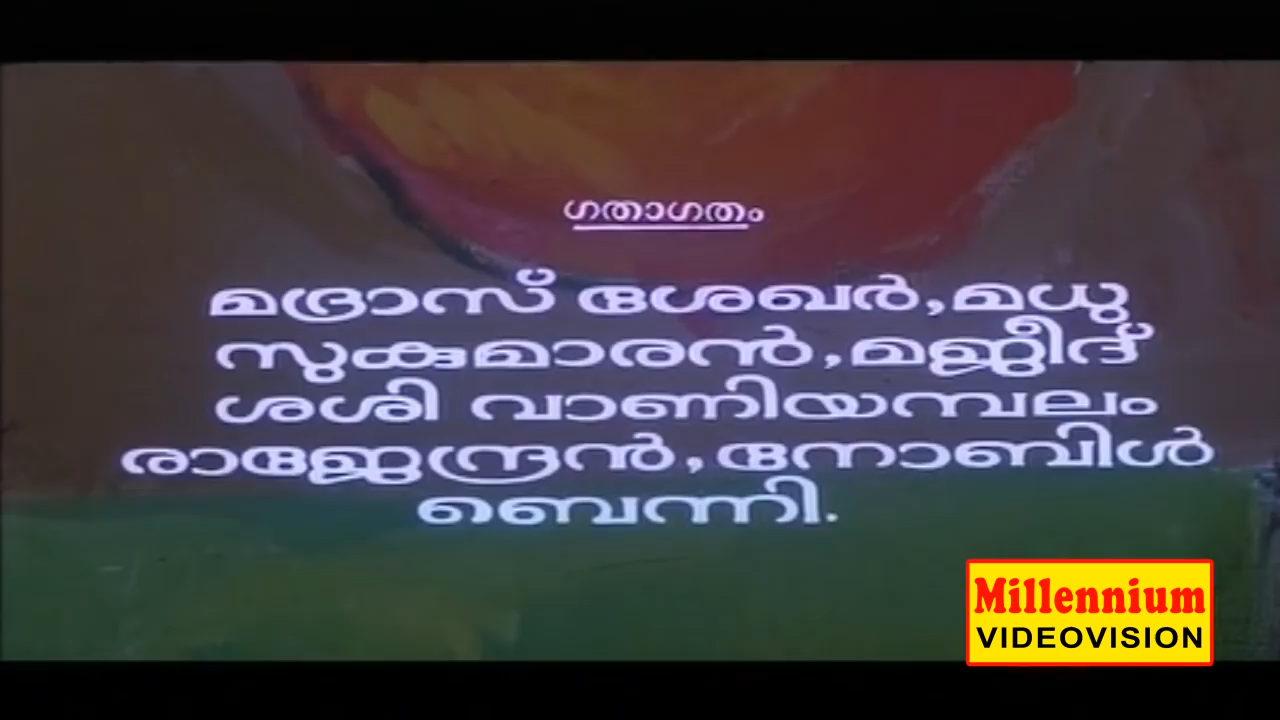 ഗതാഗതം
മദ്രാസ് ശേഖർ,മധു
സുകുമാരൻ,മജീദ്
ശശി വാണിയമ്പലം
രാജേന്ദ്രൻ,നോബിൾ
ബെന്നി.
Millennium
VIDEOVISION